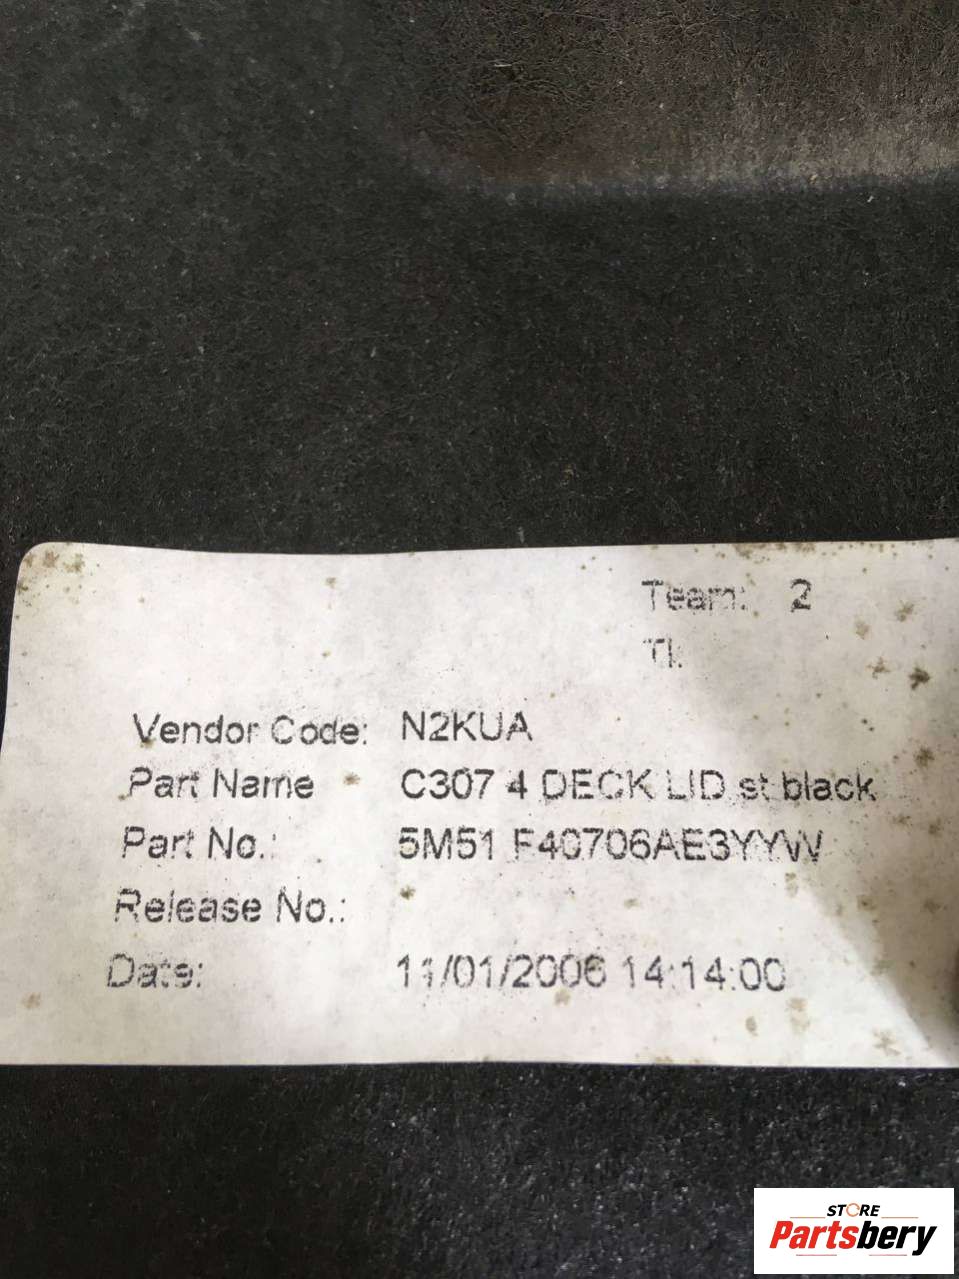 Team: 2
TI:
Vendor Code: N2KUA
Part Name C307 4 DECK LID st black
Part No.: 5M51 F40706AE3YYW
Release No.:
Date: 11/01/2006 14:14:00
STORE
Partsbery